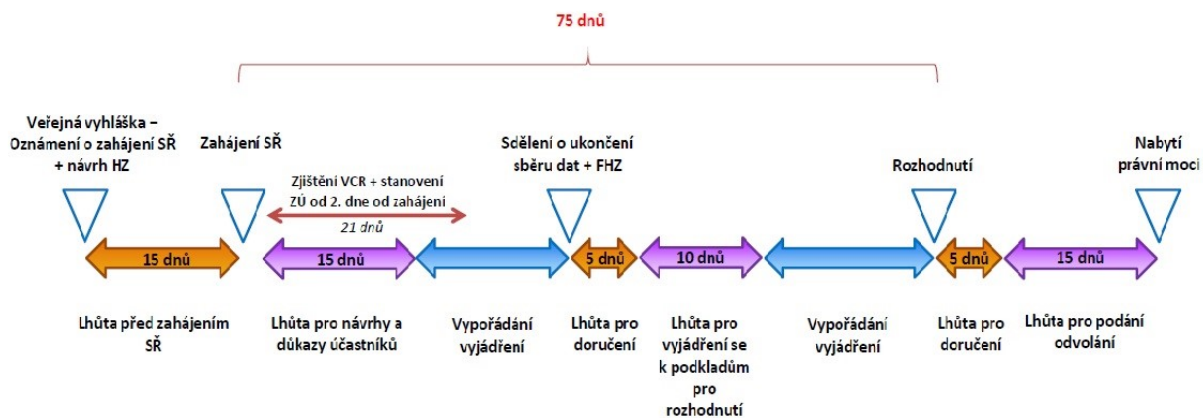 75 dnů
Veřejná vyhláška –
Oznámení o zahájení SŘ
+ návrh HZ
Zahájení SŘ
Zjištění VCR + stanovení
ZÚ od 2. dne od zahájení
21 dnů
Sdělení o ukončení
sběru dat + FHZ
Rozhodnutí
Nabytí
právní moci
15 dnů
15 dnů
5 dnů
10 dnů
5 dnů
15 dnů
Lhůta před zahájením
SŘ
Lhůta pro návrhy a
důkazy účastníků
Vypořádání
vyjádření
Lhůta pro
doručení
Lhůta pro
vyjádření se
k podkladům
pro
rozhodnutí
Vypořádání
vyjádření
Lhůta pro
doručení
Lhůta pro podání
odvolání